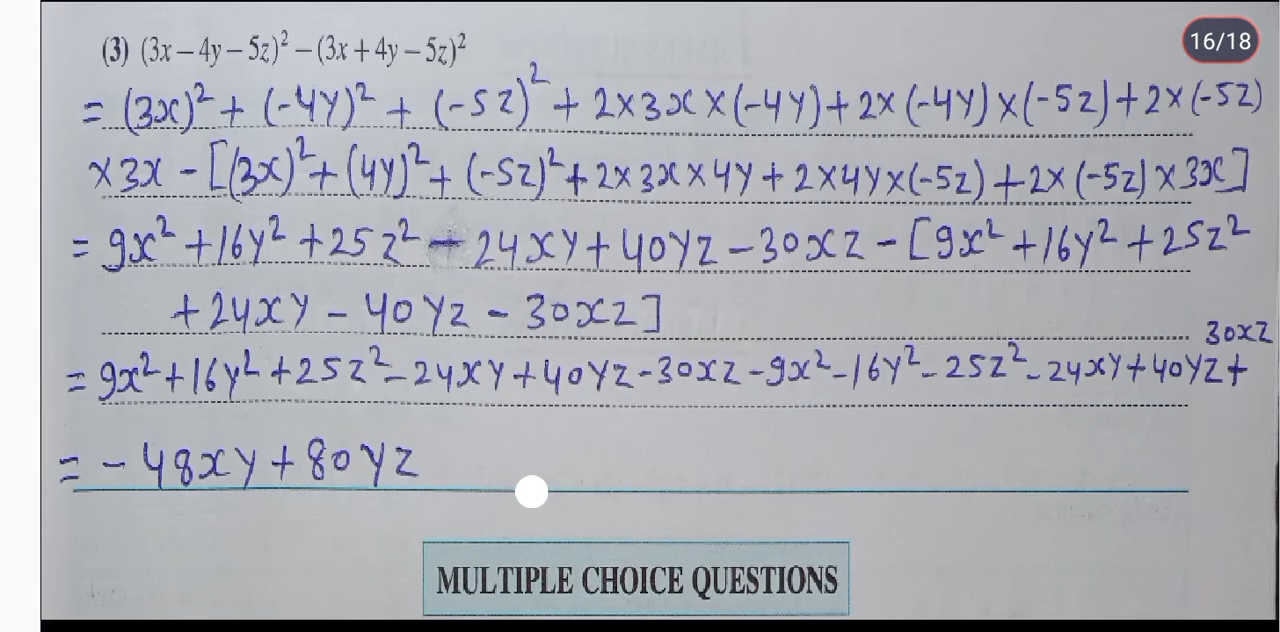 (3) (3x – 4y – 5z)² – (3x + 4y – 5z)²
16/18
= (3x)² + (-4y)² + (-5z)² + 2×3x×(-4y) + 2×(-4y)×(-5z) + 2×(-5z)
×3x - [(3x)² + (4y)² + (-5z)² + 2×3x×4y + 2×4y×(-5z) + 2×(-5z)×3x]
= 9x² + 16y² + 25z² - 24xy + 40yz - 30xz - [9x² + 16y² + 25z²
+ 24xy - 40yz - 30xz]
30xz
= 9x² + 16y² + 25z² - 24xy + 40yz - 30xz - 9x² - 16y² - 25z² - 24xy + 40yz +
= - 48xy + 80yz
MULTIPLE CHOICE QUESTIONS